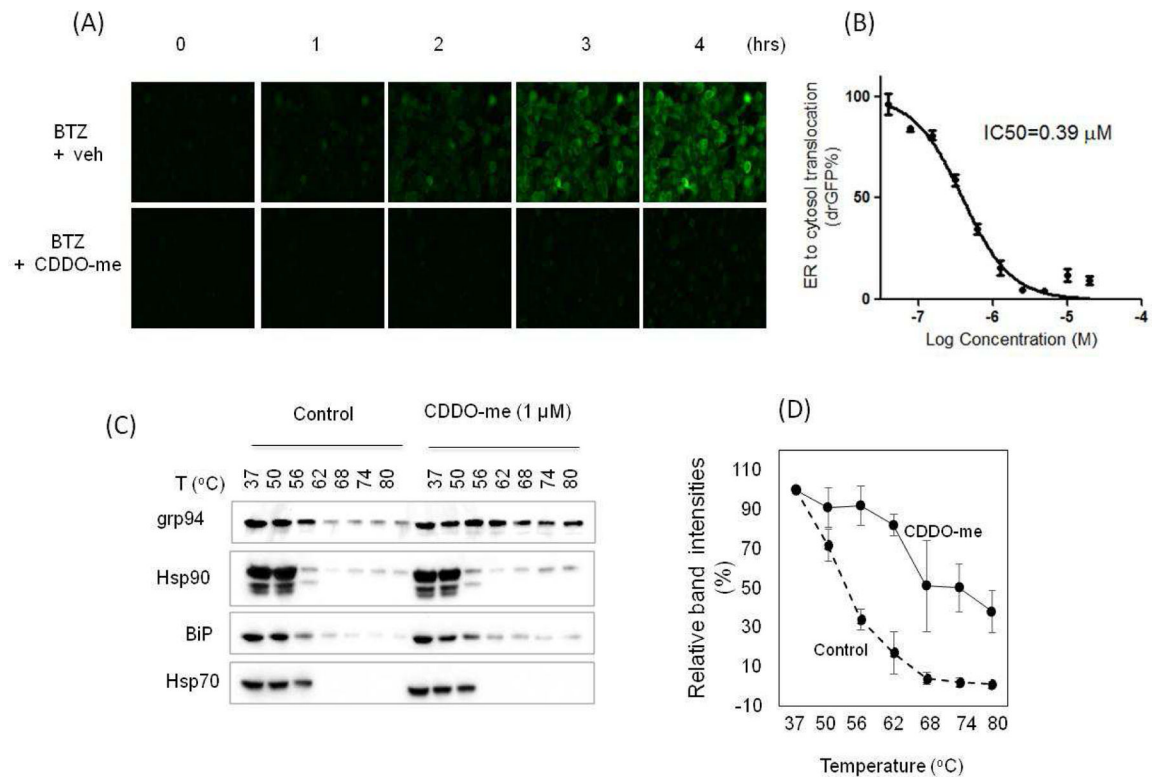 (A)
0 1 2 3 4 (hrs)
BTZ
+ veh
BTZ
+ CDDO-me
(B)
ER to cytosol translocation
(drGFP%)
100
50
0
IC50=0.39 µM
-7 -6 -5 -4
Log Concentration (M)
(C)
Control CDDO-me (1 µM)
T (°C) 37 50 56 62 68 74 80 37 50 56 62 68 74 80
grp94
Hsp90
BiP
Hsp70
(D)
Relative band intensities
(%)
110
90
70
50
30
10
-10
CDDO-me
Control
37 50 56 62 68 74 80
Temperature (°C)